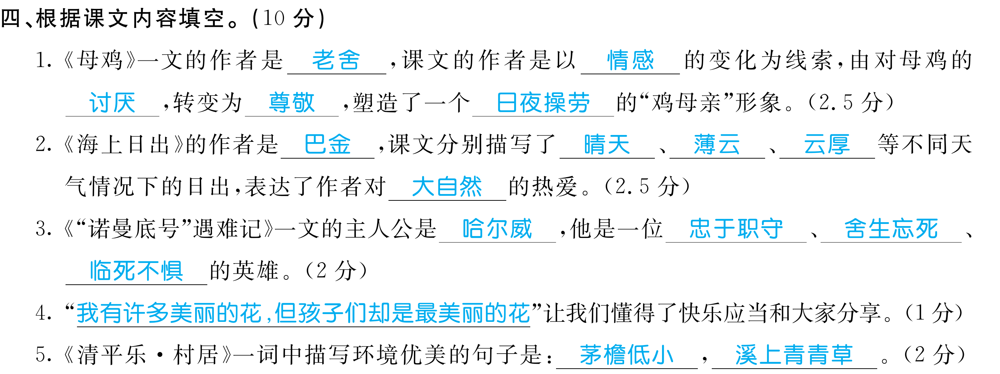 四、根据课文内容填空。(10 分)
1.《母鸡》一文的作者是 老舍 ,课文的作者是以 情感 的变化为线索,由对母鸡的
讨厌 ,转变为 尊敬 ,塑造了一个 日夜操劳 的“鸡母亲”形象。(2.5 分)
2.《海上日出》的作者是 巴金 ,课文分别描写了 晴天 、 薄云 、 云厚 等不同天
气情况下的日出,表达了作者对 大自然 的热爱。(2.5 分)
3.《“诺曼底号”遇难记》一文的主人公是 哈尔威 ,他是一位 忠于职守 、 舍生忘死 、
临死不惧 的英雄。(2 分)
4.“我有许多美丽的花,但孩子们却是最美丽的花”让我们懂得了快乐应当和大家分享。(1 分)
5.《清平乐·村居》一词中描写环境优美的句子是: 茅檐低小 , 溪上青青草 。(2 分)